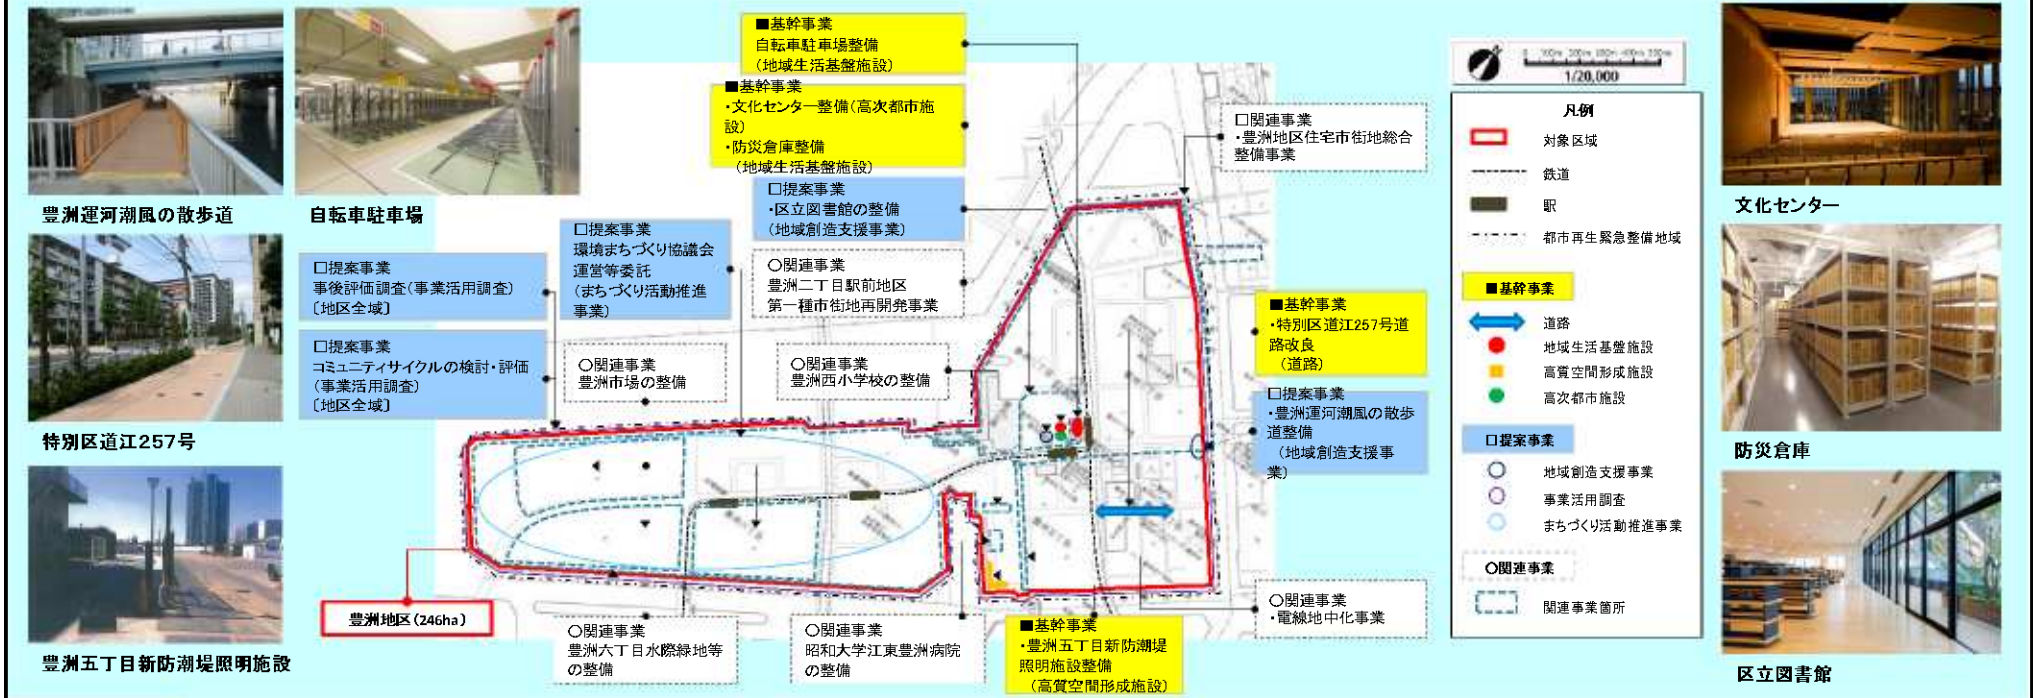 豊洲運河潮風の散歩道
自転車駐車場
特別区道江257号
豊洲五丁目新防潮堤照明施設
■基幹事業
自転車駐車場整備
(地域生活基盤施設)
■基幹事業
・文化センター整備(高次都市施
設)
・防災倉庫整備
(地域生活基盤施設)
□提案事業
・区立図書館の整備
(地域創造支援事業)
□提案事業
環境まちづくり協議会
運営等委託
(まちづくり活動推進
事業)
□提案事業
事後評価調査(事業活用調査)
〔地区全域〕
□提案事業
コミュニティサイクルの検討・評価
(事業活用調査)
〔地区全域〕
○関連事業
豊洲二丁目駅前地区
第一種市街地再開発事業
○関連事業
豊洲市場の整備
○関連事業
豊洲西小学校の整備
□関連事業
・豊洲地区住宅市街地総合
整備事業
■基幹事業
・特別区道江257号道
路改良
(道路)
□提案事業
・豊洲運河潮風の散歩
道整備
(地域創造支援事
業)
豊洲地区(246ha)
○関連事業
豊洲六丁目水際緑地等
の整備
○関連事業
昭和大学江東豊洲病院
の整備
■基幹事業
・豊洲五丁目新防潮堤
照明施設整備
(高質空間形成施設)
○関連事業
・電線地中化事業
1/20,000
凡例
対象区域
鉄道
駅
都市再生緊急整備地域
■基幹事業
道路
地域生活基盤施設
高質空間形成施設
高次都市施設
□提案事業
地域創造支援事業
事業活用調査
まちづくり活動推進事業
○関連事業
関連事業箇所
文化センター
防災倉庫
区立図書館